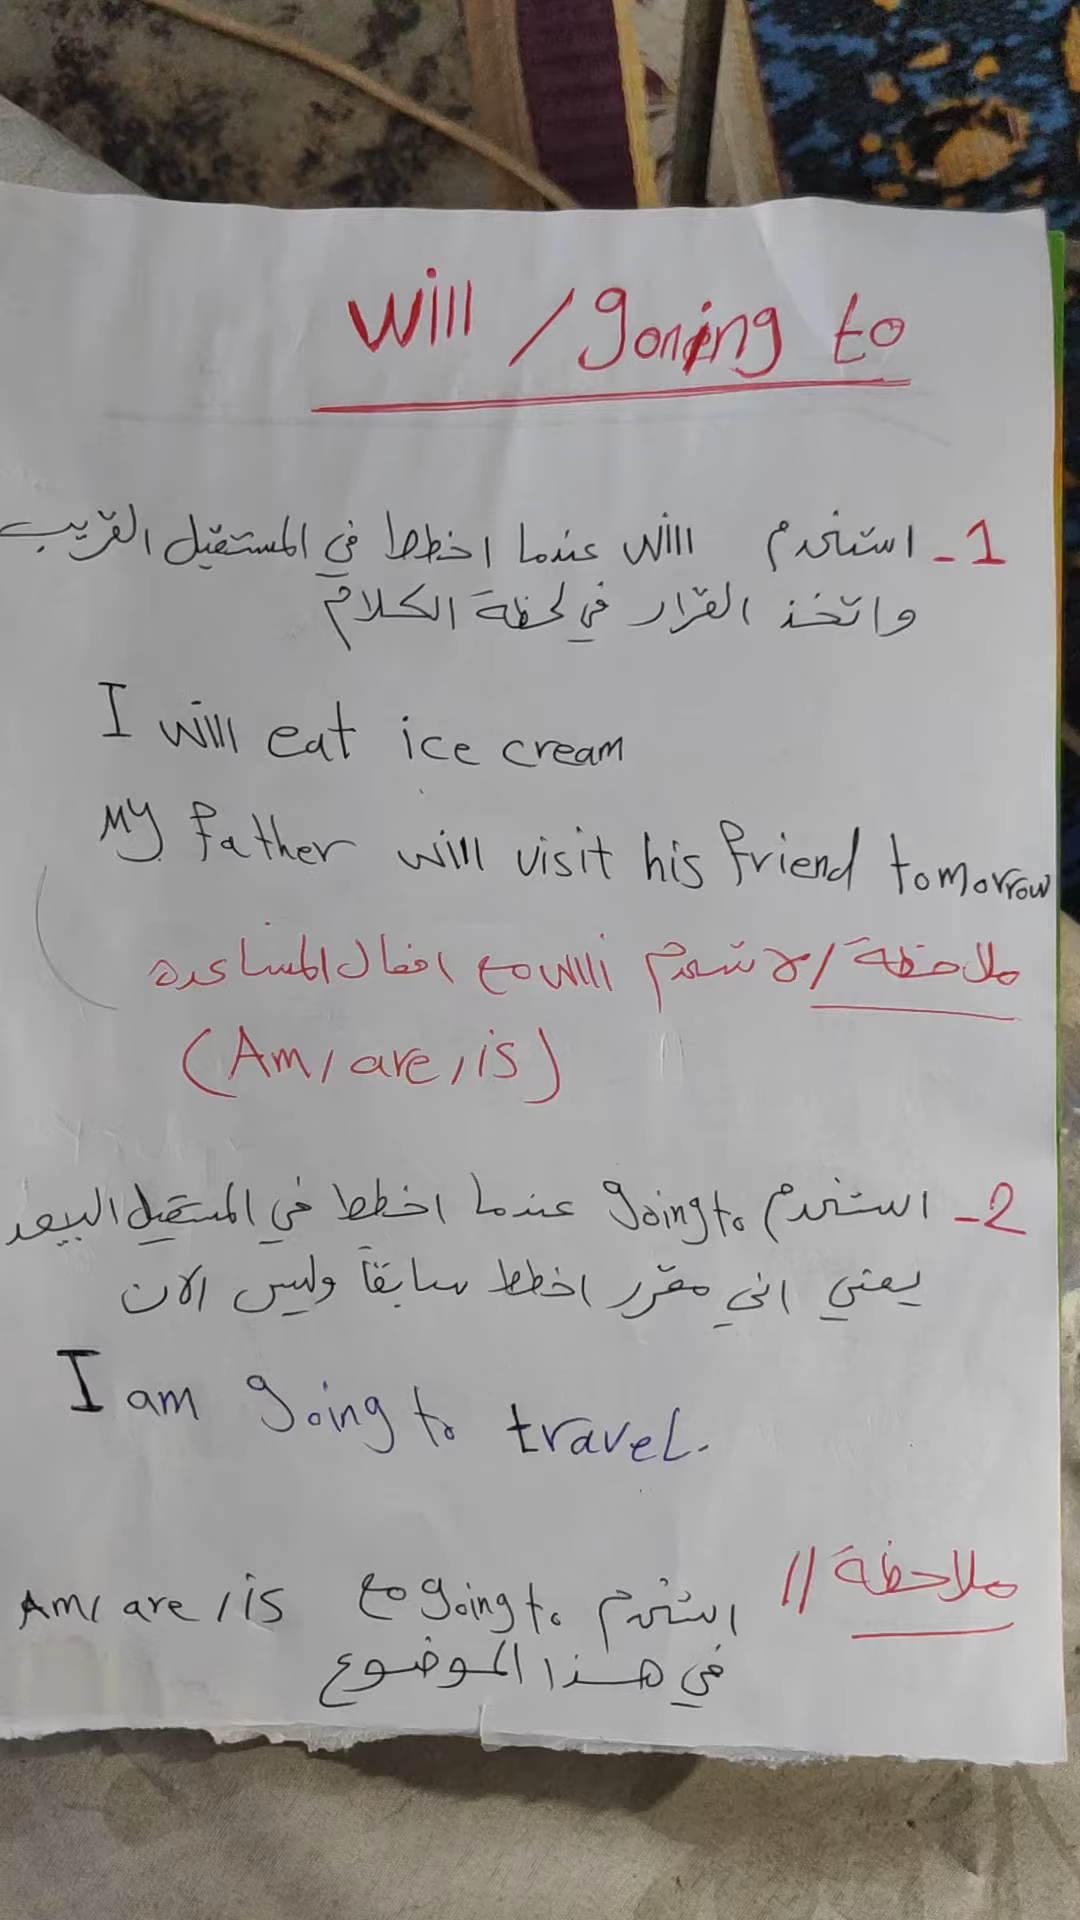 will / going to
1- استخدم will عندما اخطط في المستقبل القريب
واتخذ القرار في لحظة الكلام
I will eat ice cream
My father will visit his friend tomorrow
ملاحظة / لا تستخدم will مع افعال المساعده
(Am / are / is)
2- استخدم going to عندما اخطط في المستقبل البعيد
يعني اني مقرر اخطط سابقاً وليس الان
I am going to travel.
ملاحظة // استخدم going to مع Am / are / is
في هذا الموضوع